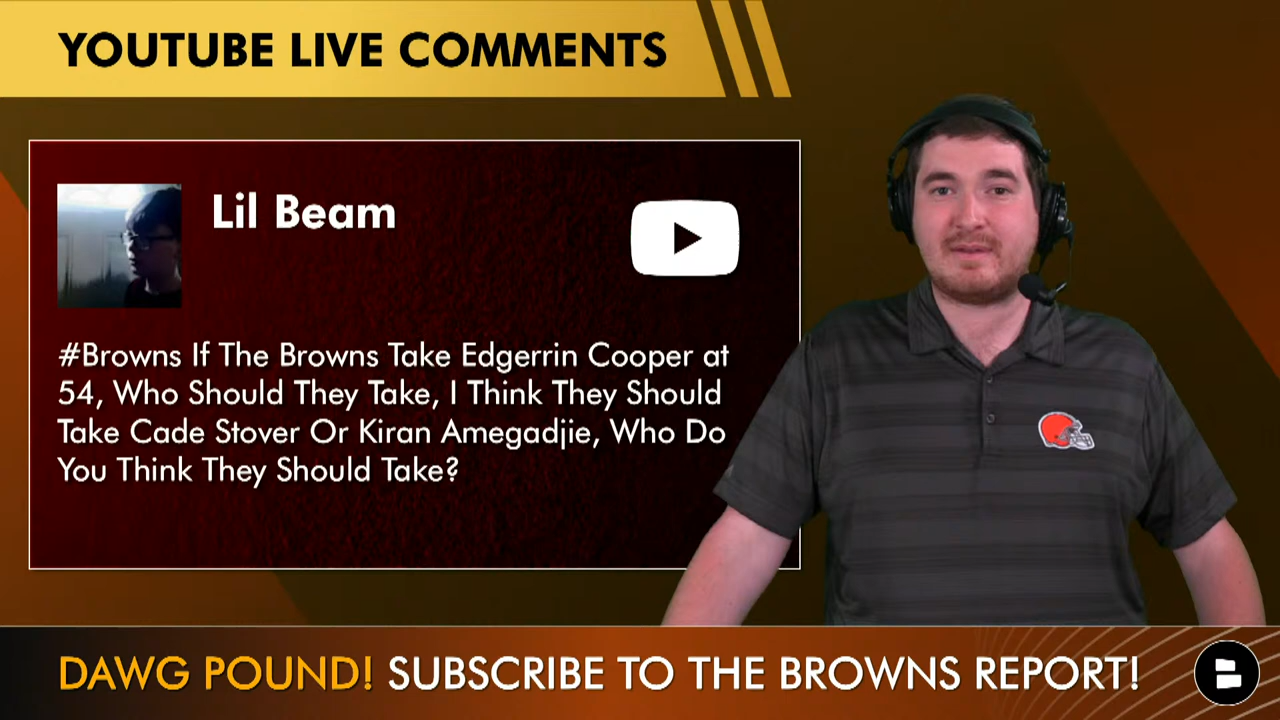 YOUTUBE LIVE COMMENTS
Lil Beam
#Browns If The Browns Take Edgerrin Cooper at
54, Who Should They Take, I Think They Should
Take Cade Stover Or Kiran Amegadjie, Who Do
You Think They Should Take?
DAWG POUND! SUBSCRIBE TO THE BROWNS REPORT!